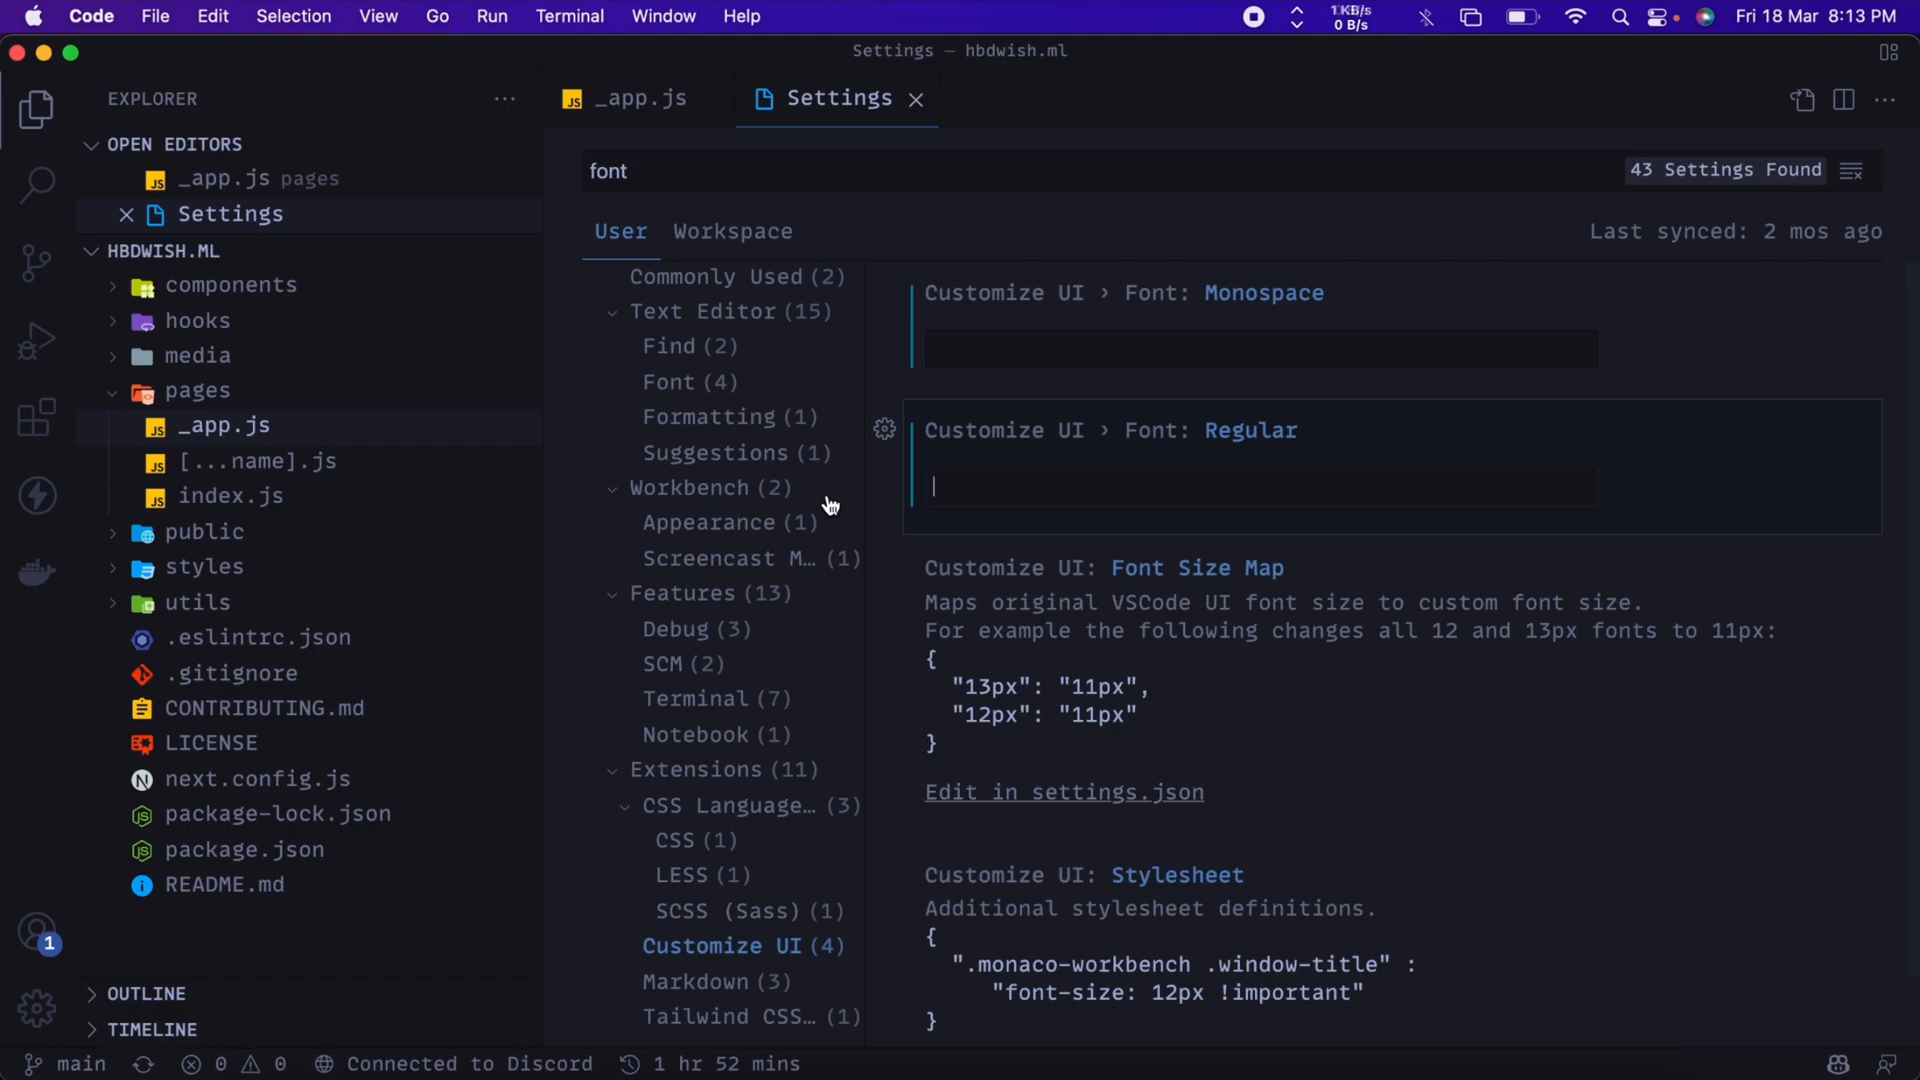 Code File Edit Selection View Go Run Terminal Window Help
1 KB/s
0 B/s
Fri 18 Mar 8:13 PM
Settings — hbdwish.ml
EXPLORER
OPEN EDITORS
JS _app.js pages
Settings
HBDWISH.ML
components
hooks
media
pages
JS _app.js
JS [...name].js
JS index.js
public
styles
utils
.eslintrc.json
.gitignore
CONTRIBUTING.md
LICENSE
N next.config.js
JS package-lock.json
JS package.json
README.md
1
OUTLINE
TIMELINE
JS _app.js
Settings
font
43 Settings Found
User Workspace
Last synced: 2 mos ago
Commonly Used (2)
Text Editor (15)
Find (2)
Font (4)
Formatting (1)
Suggestions (1)
Workbench (2)
Appearance (1)
Screencast M... (1)
Features (13)
Debug (3)
SCM (2)
Terminal (7)
Notebook (1)
Extensions (11)
CSS Language... (3)
CSS (1)
LESS (1)
SCSS (Sass) (1)
Customize UI (4)
Markdown (3)
Tailwind CSS... (1)
Customize UI › Font: Monospace
Customize UI › Font: Regular
Customize UI: Font Size Map
Maps original VSCode UI font size to custom font size.
For example the following changes all 12 and 13px fonts to 11px:
{
"13px": "11px",
"12px": "11px"
}
Edit in settings.json
Customize UI: Stylesheet
Additional stylesheet definitions.
{
".monaco-workbench .window-title" :
"font-size: 12px !important"
}
main 0 0 Connected to Discord 1 hr 52 mins